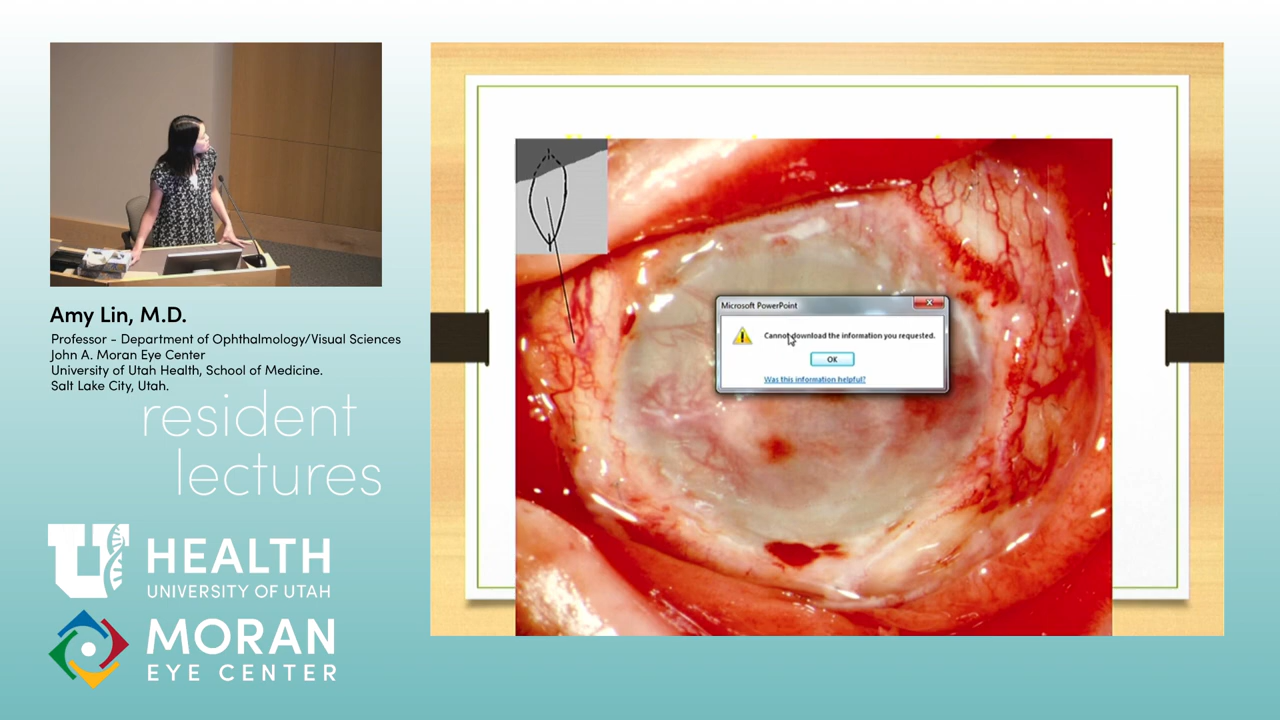 Amy Lin, M.D.
Professor - Department of Ophthalmology/Visual Sciences
John A. Moran Eye Center
University of Utah Health, School of Medicine.
Salt Lake City, Utah.
resident
lectures
U HEALTH
UNIVERSITY OF UTAH
MORAN
EYE CENTER
Microsoft PowerPoint
Cannot download the information you requested.
OK
Was this information helpful?